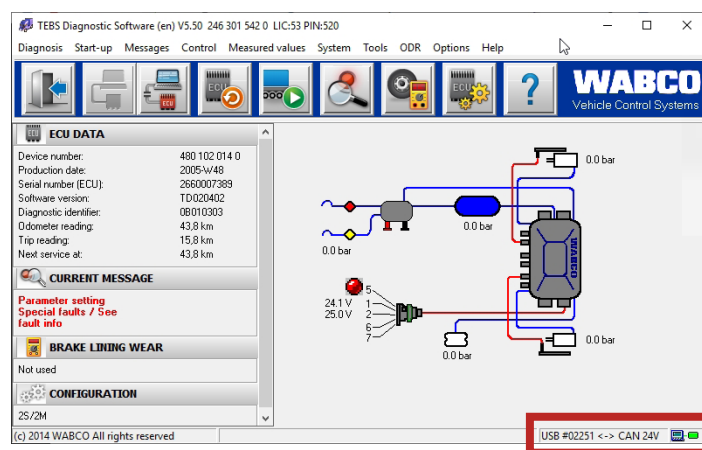 TEBS Diagnostic Software (en) V5.50 246 301 542 0 LIC:53 PIN:520
Diagnosis Start-up Messages Control Measured values System Tools ODR Options Help
ECU
ECU
ECU
?
WABCO
Vehicle Control Systems
ECU DATA
Device number: 480 102 014 0
Production date: 2005-W48
Serial number (ECU): 2660007389
Software version: TD020402
Diagnostic identifier: 0B010303
Odometer reading: 43,8 km
Trip reading: 15,8 km
Next service at: 43,8 km
CURRENT MESSAGE
Parameter setting
Special faults / See
fault info
BRAKE LINING WEAR
Not used
CONFIGURATION
2S/2M
0.0 bar
0.0 bar
0.0 bar
WABCO
5
24.1 V 1
25.0 V 2
6
7
0.0 bar
0.0 bar
(c) 2014 WABCO All rights reserved
USB #02251 <-> CAN 24V